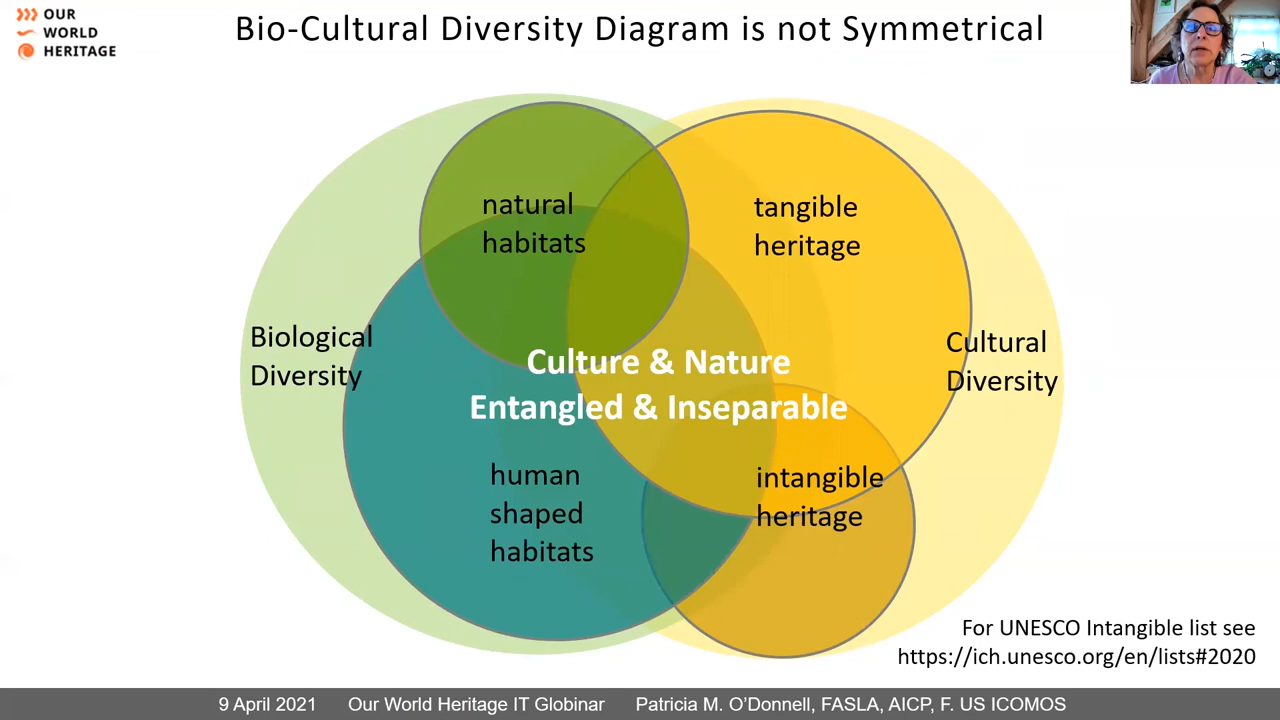 OUR
WORLD
HERITAGE
Bio-Cultural Diversity Diagram is not Symmetrical
natural
habitats
tangible
heritage
Biological
Diversity
Cultural
Diversity
Culture & Nature
Entangled & Inseparable
human
shaped
habitats
intangible
heritage
For UNESCO Intangible list see
https://ich.unesco.org/en/lists#2020
9 April 2021 Our World Heritage IT Globinar Patricia M. O’Donnell, FASLA, AICP, F. US ICOMOS